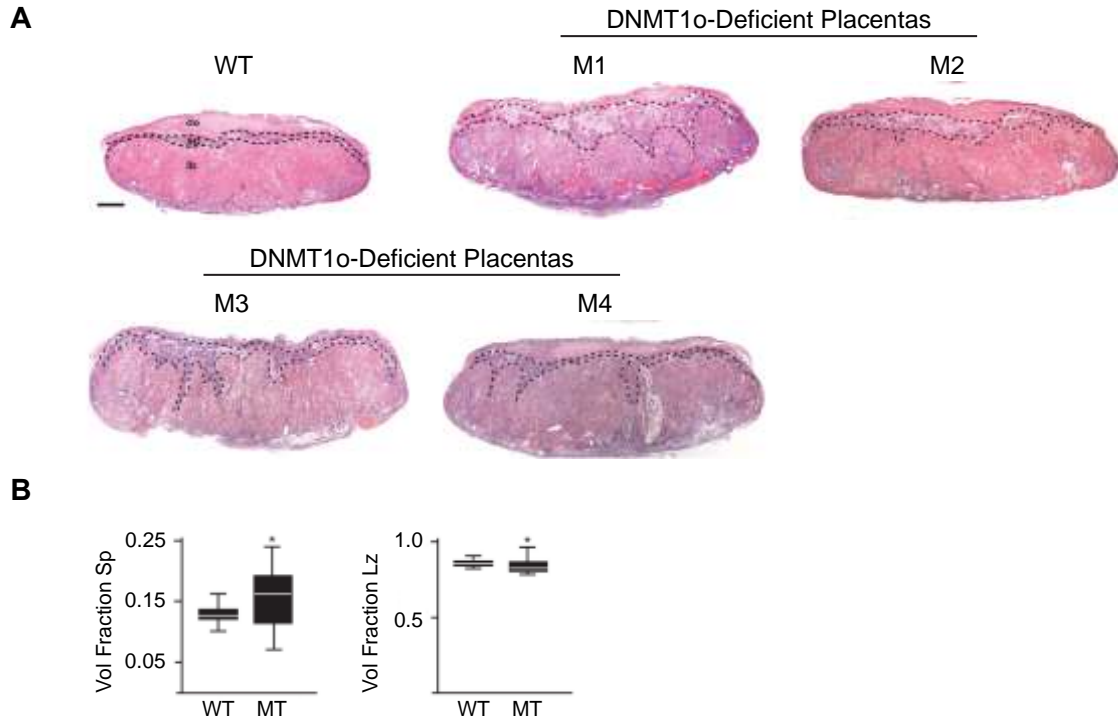 A
DNMT1o-Deficient Placentas
WT
M1
M2
DNMT1o-Deficient Placentas
M3
M4
B
Vol Fraction Sp
0.25
0.15
0.05
*
WT
MT
Vol Fraction Lz
1.0
0.5
*
WT
MT